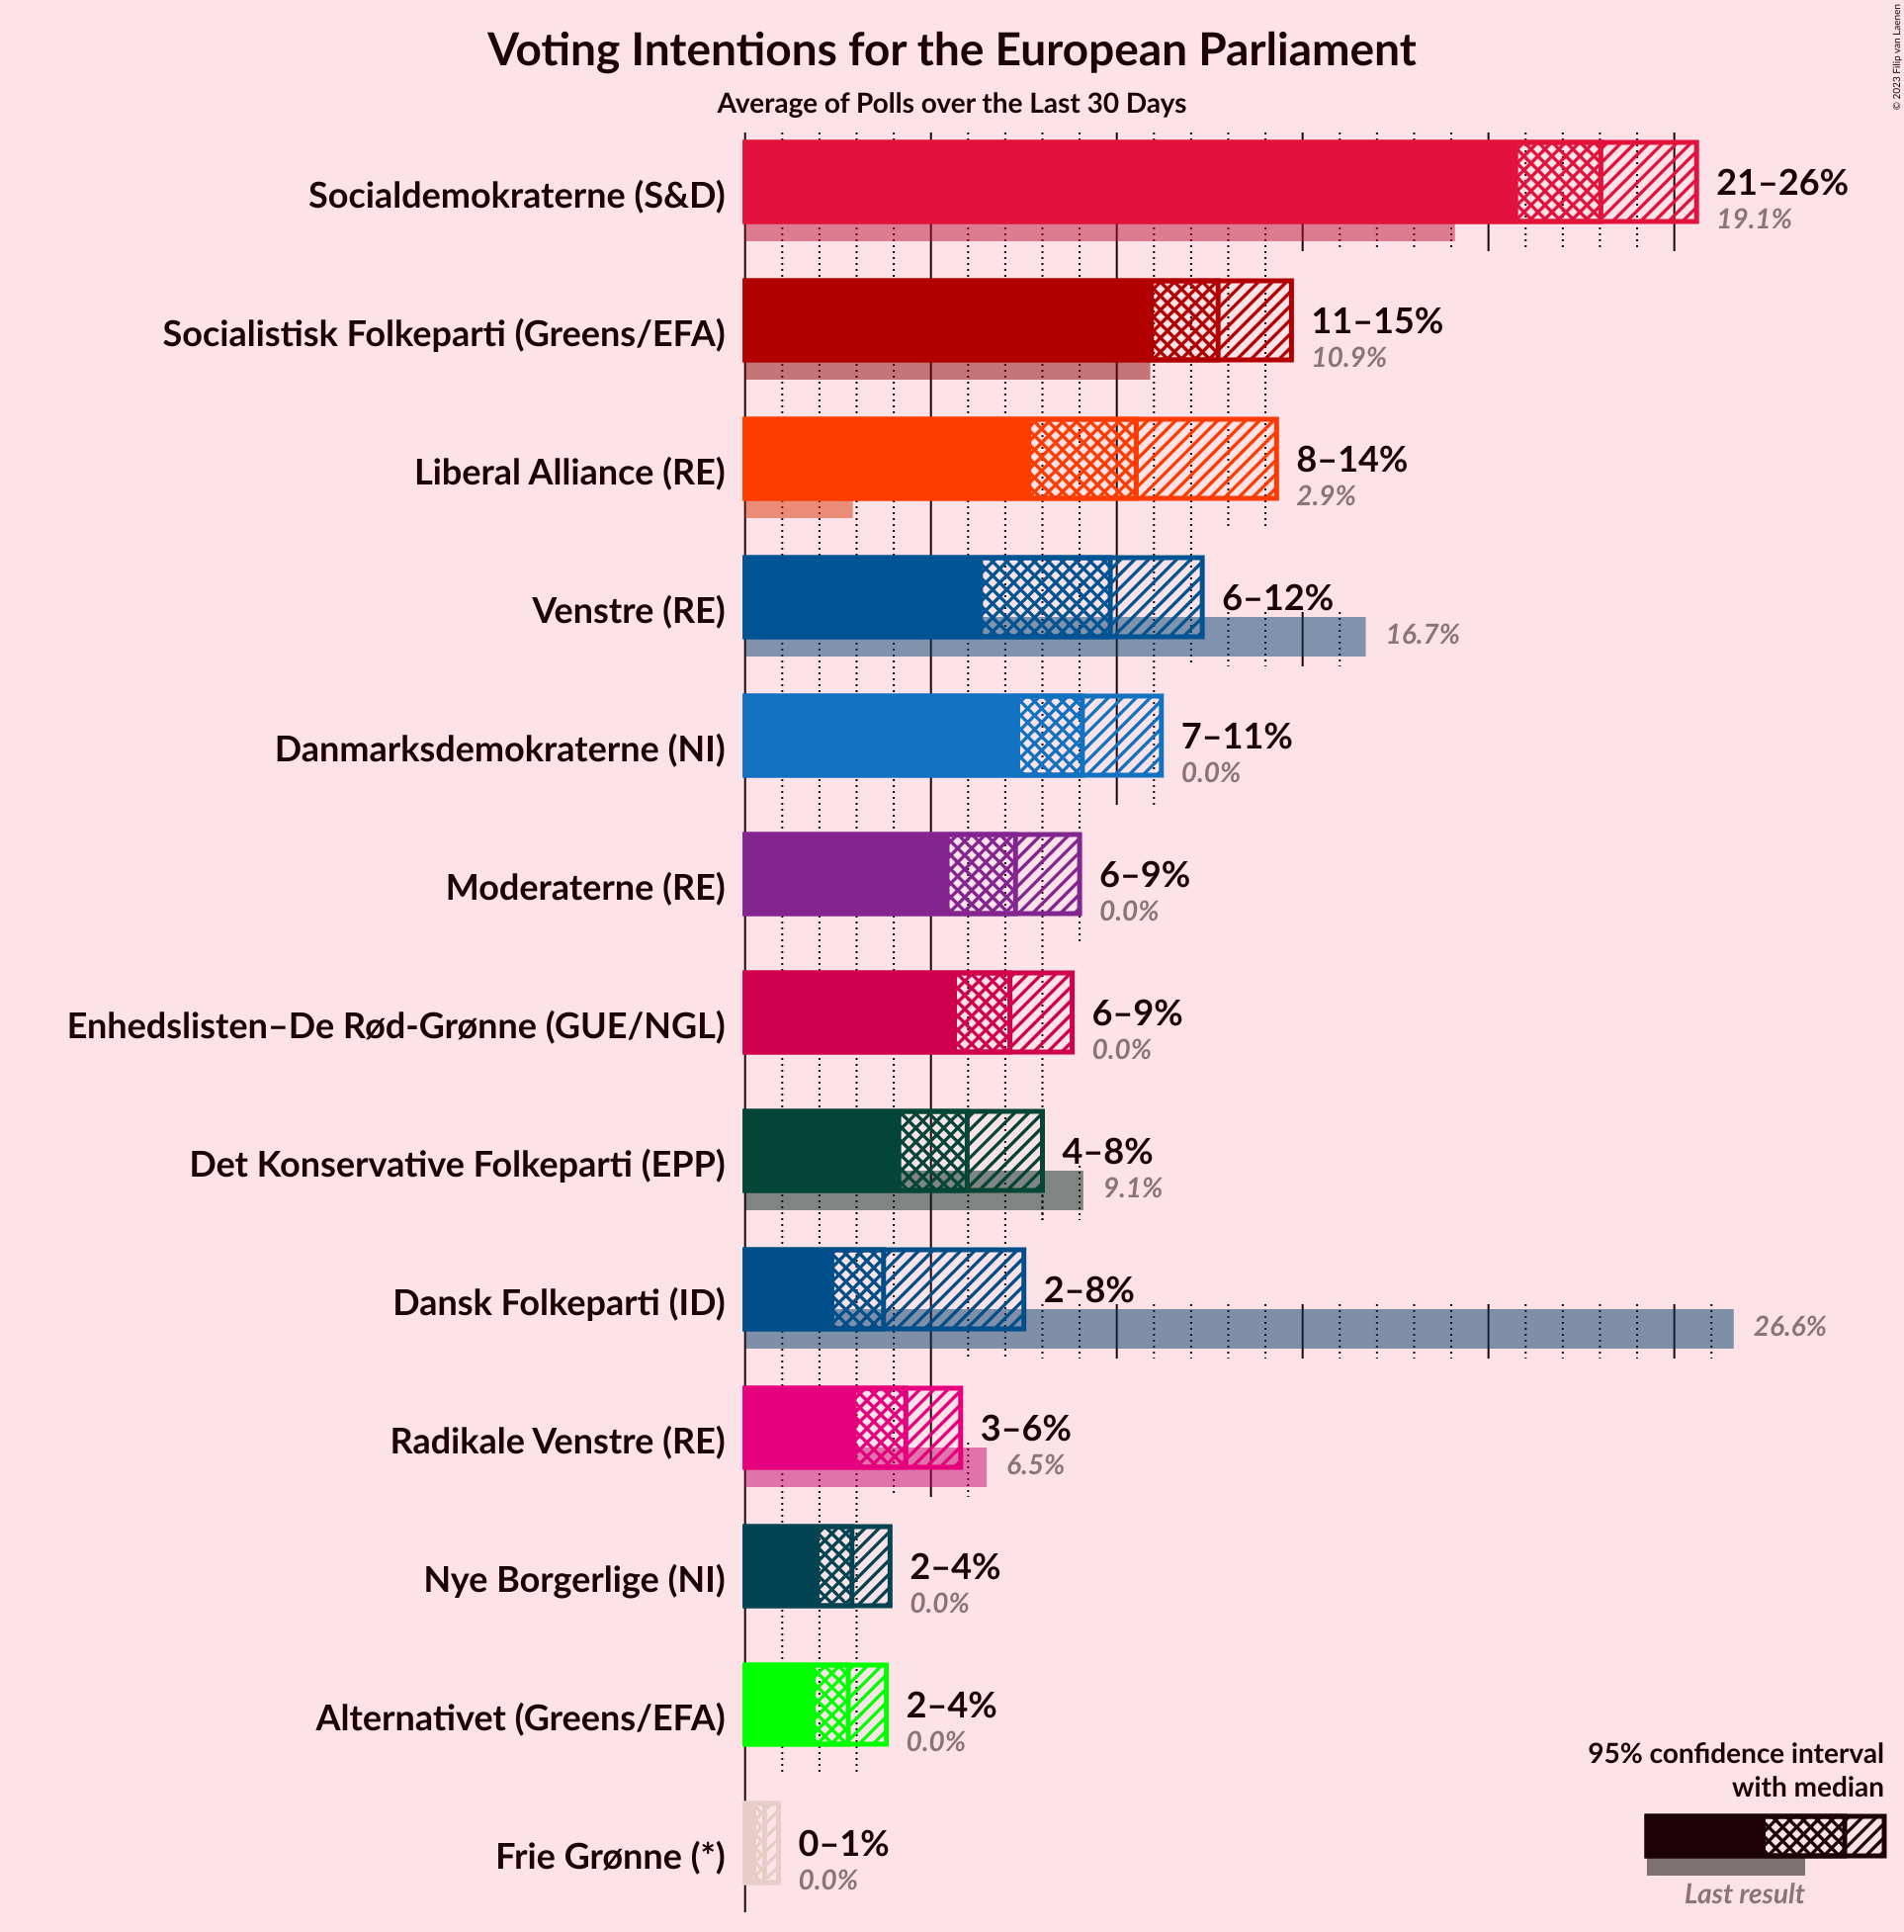 © 2023 Filip van Laenen
Voting Intentions for the European Parliament
Average of Polls over the Last 30 Days
Socialdemokraterne (S&D)
21–26%
19.1%
Socialistisk Folkeparti (Greens/EFA)
11–15%
10.9%
Liberal Alliance (RE)
8–14%
2.9%
Venstre (RE)
6–12%
16.7%
Danmarksdemokraterne (NI)
7–11%
0.0%
Moderaterne (RE)
6–9%
0.0%
Enhedslisten–De Rød-Grønne (GUE/NGL)
6–9%
0.0%
Det Konservative Folkeparti (EPP)
4–8%
9.1%
Dansk Folkeparti (ID)
2–8%
26.6%
Radikale Venstre (RE)
3–6%
6.5%
Nye Borgerlige (NI)
2–4%
0.0%
Alternativet (Greens/EFA)
2–4%
0.0%
Frie Grønne (*)
0–1%
0.0%
95% confidence interval
with median
Last result